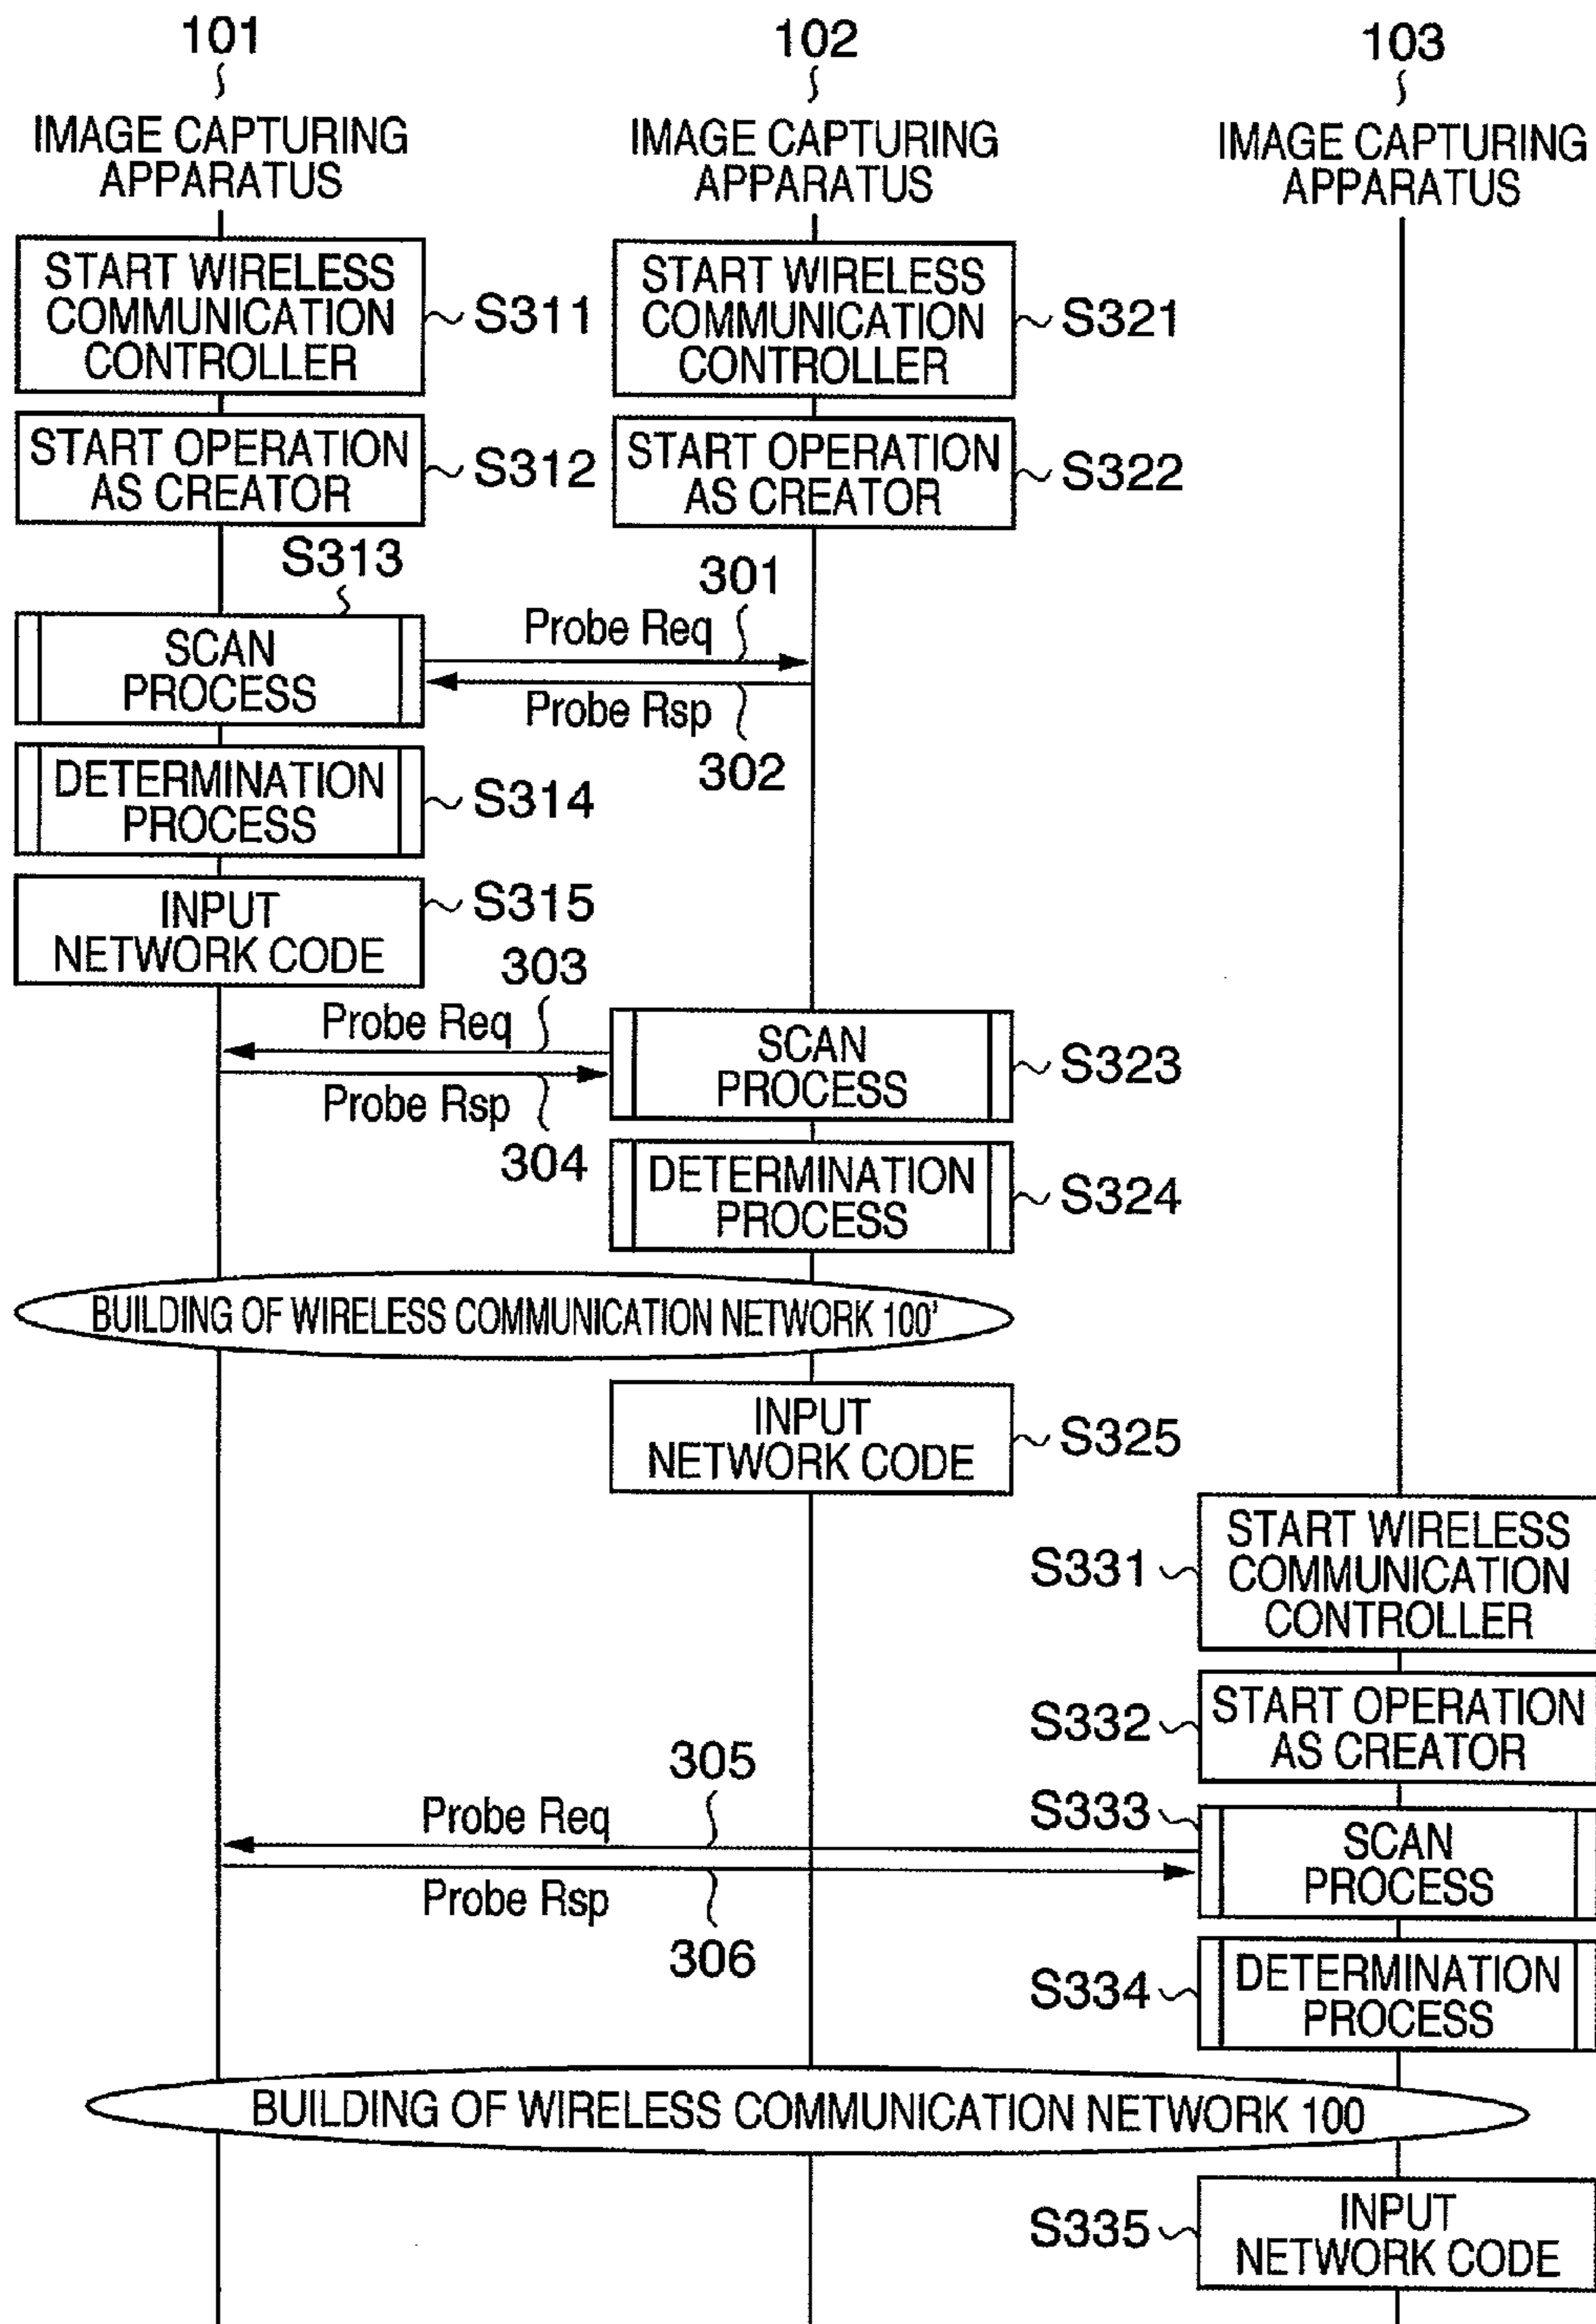 101
102
103
IMAGE CAPTURING
APPARATUS
IMAGE CAPTURING
APPARATUS
IMAGE CAPTURING
APPARATUS
START WIRELESS
COMMUNICATION
CONTROLLER
S311
START WIRELESS
COMMUNICATION
CONTROLLER
S321
START OPERATION
AS CREATOR
S312
START OPERATION
AS CREATOR
S322
S313
SCAN
PROCESS
Probe Req
301
Probe Rsp
302
DETERMINATION
PROCESS
S314
INPUT
NETWORK CODE
S315
303
Probe Req
Probe Rsp
304
SCAN
PROCESS
S323
DETERMINATION
PROCESS
S324
BUILDING OF WIRELESS COMMUNICATION NETWORK 100'
INPUT
NETWORK CODE
S325
S331
START WIRELESS
COMMUNICATION
CONTROLLER
S332
START OPERATION
AS CREATOR
305
Probe Req
Probe Rsp
306
S333
SCAN
PROCESS
S334
DETERMINATION
PROCESS
BUILDING OF WIRELESS COMMUNICATION NETWORK 100
S335
INPUT
NETWORK CODE